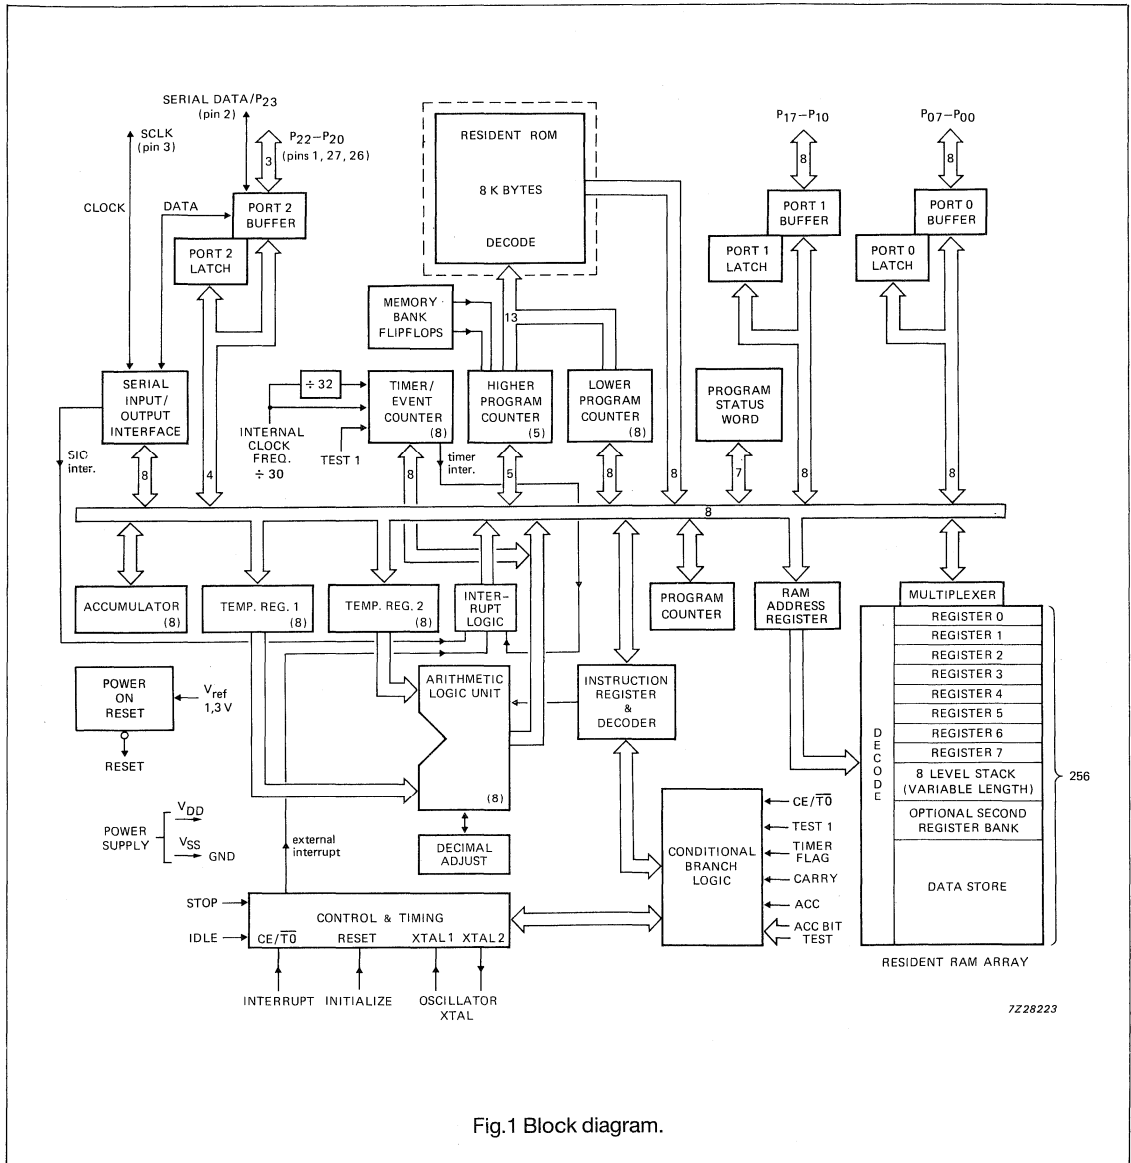 SERIAL DATA/P23
(pin 2)
SCLK
(pin 3)
P22–P20
(pins 1, 27, 26)
3
CLOCK
DATA
PORT 2
BUFFER
PORT 2
LATCH
RESIDENT ROM
8 K BYTES
DECODE
P17–P10
8
PORT 1
BUFFER
PORT 1
LATCH
P07–P00
8
PORT 0
BUFFER
PORT 0
LATCH
MEMORY
BANK
FLIPFLOPS
13
SERIAL
INPUT/
OUTPUT
INTERFACE
÷ 32
TIMER/
EVENT
COUNTER
(8)
HIGHER
PROGRAM
COUNTER
(5)
LOWER
PROGRAM
COUNTER
(8)
PROGRAM
STATUS
WORD
INTERNAL
CLOCK
FREQ.
÷ 30
TEST 1
SIO
inter.
timer
inter.
8
4
8
5
8
8
7
8
8
8
ACCUMULATOR
(8)
TEMP. REG. 1
(8)
TEMP. REG. 2
(8)
INTER–
RUPT
LOGIC
PROGRAM
COUNTER
RAM
ADDRESS
REGISTER
MULTIPLEXER
POWER
ON
RESET
Vref
1,3 V
RESET
ARITHMETIC
LOGIC UNIT
(8)
INSTRUCTION
REGISTER
&
DECODER
DECODE
REGISTER 0
REGISTER 1
REGISTER 2
REGISTER 3
REGISTER 4
REGISTER 5
REGISTER 6
REGISTER 7
8 LEVEL STACK
(VARIABLE LENGTH)
OPTIONAL SECOND
REGISTER BANK
DATA STORE
256
RESIDENT RAM ARRAY
POWER
SUPPLY
VDD
VSS
GND
external
interrupt
DECIMAL
ADJUST
CONDITIONAL
BRANCH
LOGIC
CE/T̅0̅
TEST 1
TIMER
FLAG
CARRY
ACC
ACC BIT
TEST
STOP
IDLE
CONTROL & TIMING
CE/T̅0̅ RESET XTAL 1 XTAL 2
INTERRUPT INITIALIZE OSCILLATOR
XTAL
7Z28223
Fig.1 Block diagram.